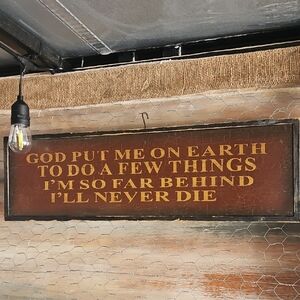 GOD PUT ME ON EARTH
TO DO A FEW THINGS
I'M SO FAR BEHIND
I'LL NEVER DIE